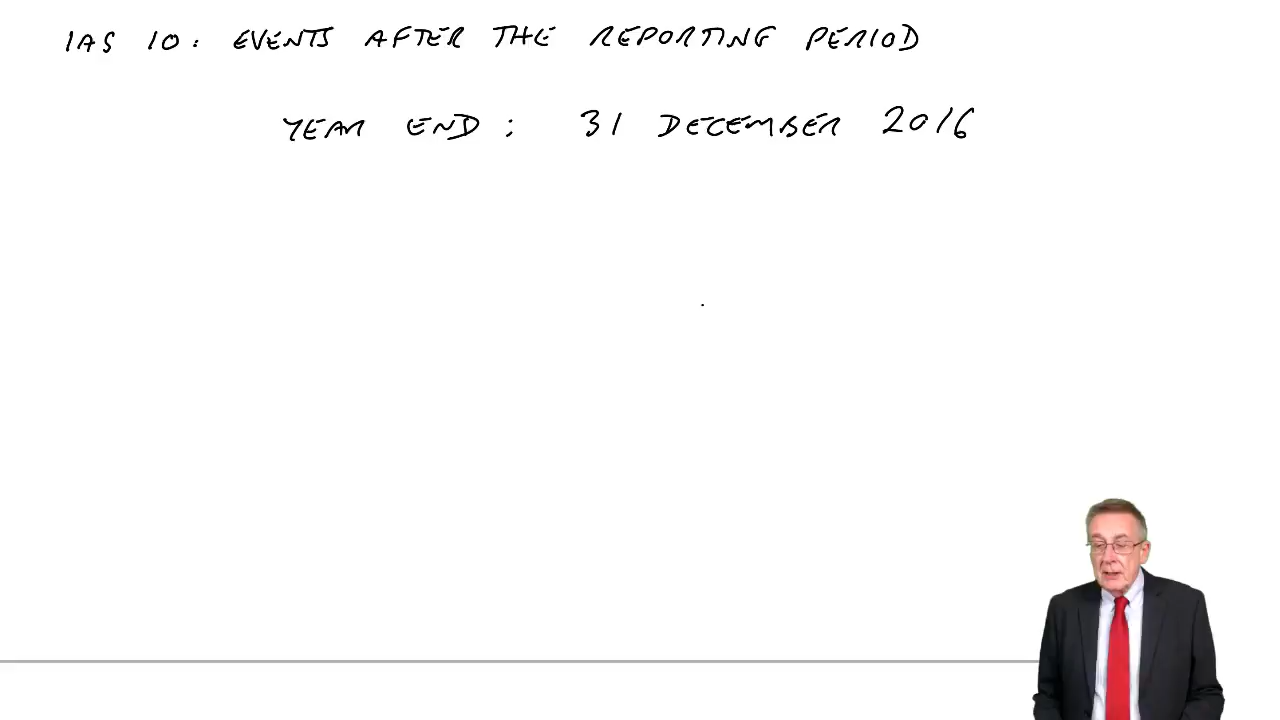 IAS 10: EVENTS AFTER THE REPORTING PERIOD
YEAR END: 31 DECEMBER 2016